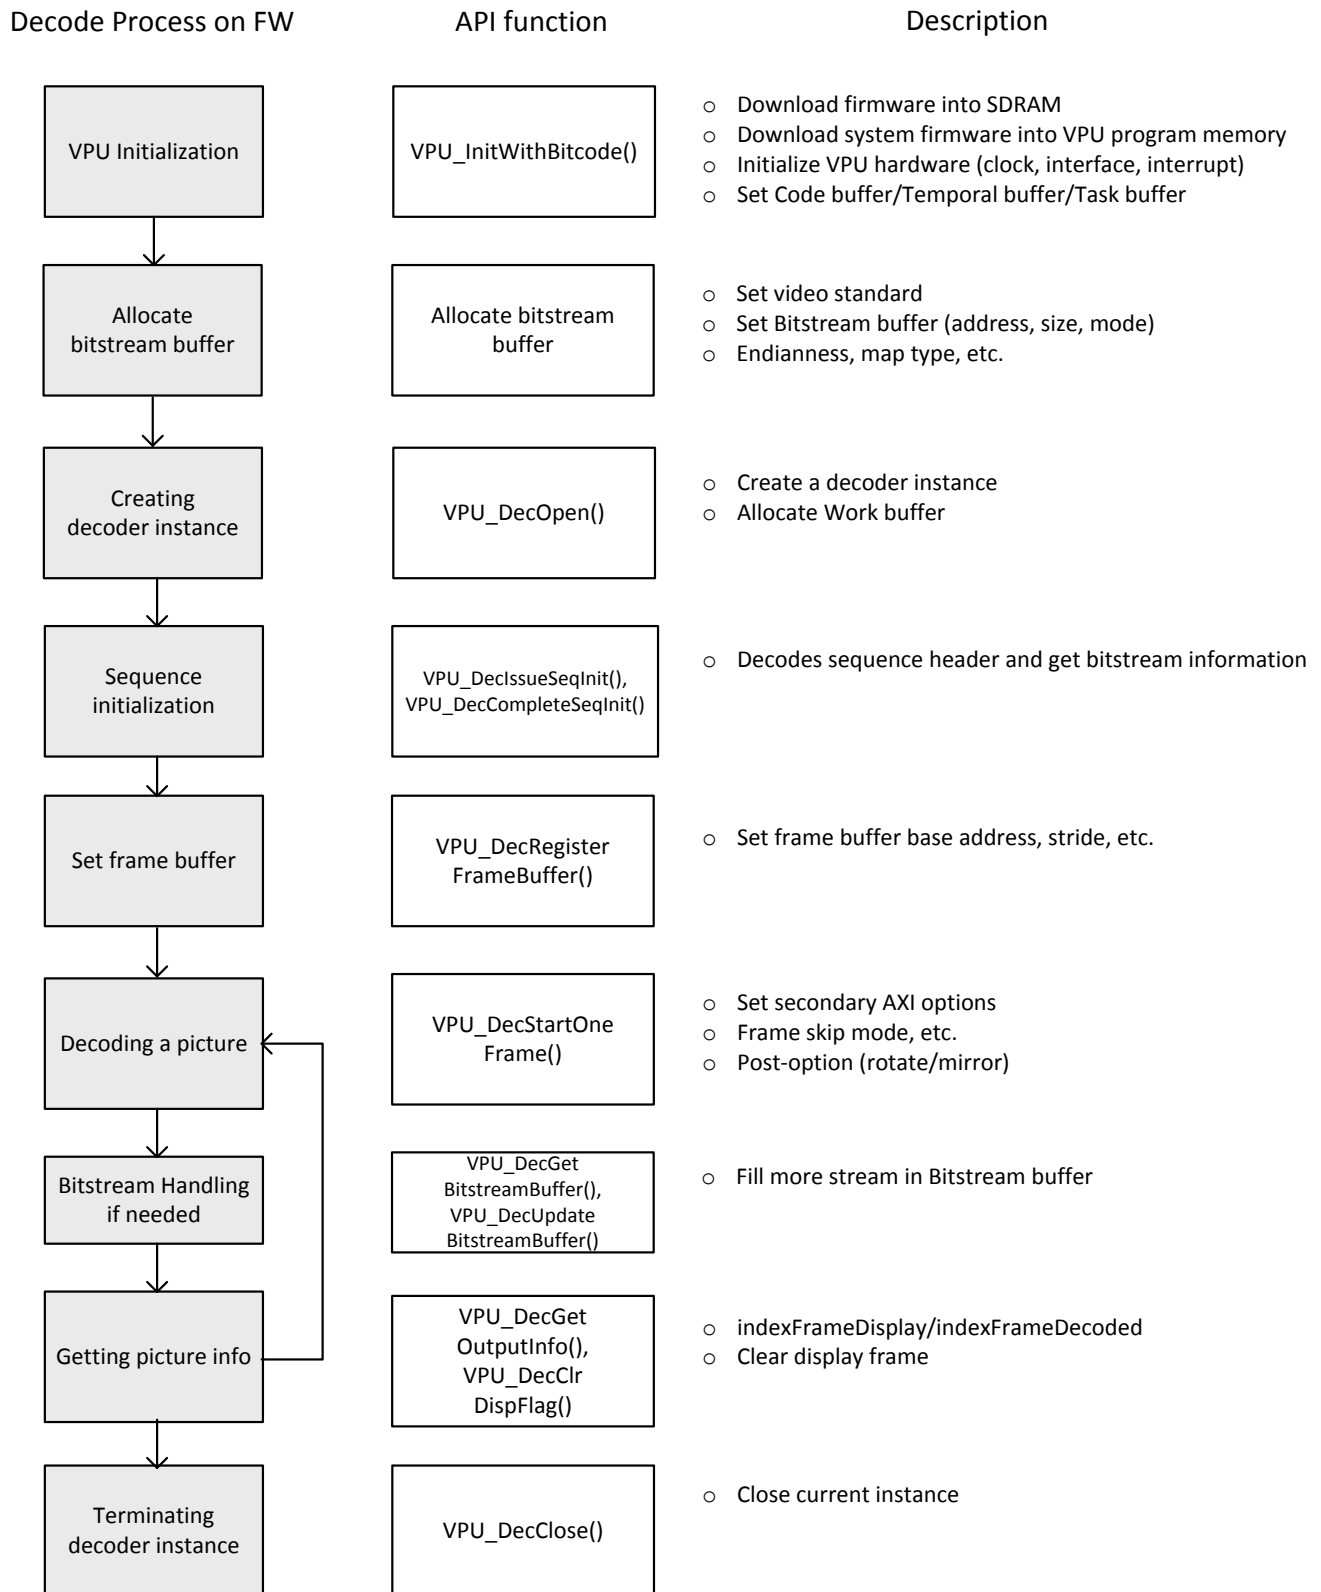 Decode Process on FW
API function
Description
VPU Initialization
VPU_InitWithBitcode()
o Download firmware into SDRAM
o Download system firmware into VPU program memory
o Initialize VPU hardware (clock, interface, interrupt)
o Set Code buffer/Temporal buffer/Task buffer
Allocate
bitstream buffer
Allocate bitstream
buffer
o Set video standard
o Set Bitstream buffer (address, size, mode)
o Endianness, map type, etc.
Creating
decoder instance
VPU_DecOpen()
o Create a decoder instance
o Allocate Work buffer
Sequence
initialization
VPU_DecIssueSeqInit(),
VPU_DecCompleteSeqInit()
o Decodes sequence header and get bitstream information
Set frame buffer
VPU_DecRegister
FrameBuffer()
o Set frame buffer base address, stride, etc.
Decoding a picture
VPU_DecStartOne
Frame()
o Set secondary AXI options
o Frame skip mode, etc.
o Post-option (rotate/mirror)
Bitstream Handling
if needed
VPU_DecGet
BitstreamBuffer(),
VPU_DecUpdate
BitstreamBuffer()
o Fill more stream in Bitstream buffer
Getting picture info
VPU_DecGet
OutputInfo(),
VPU_DecClr
DispFlag()
o indexFrameDisplay/indexFrameDecoded
o Clear display frame
Terminating
decoder instance
VPU_DecClose()
o Close current instance